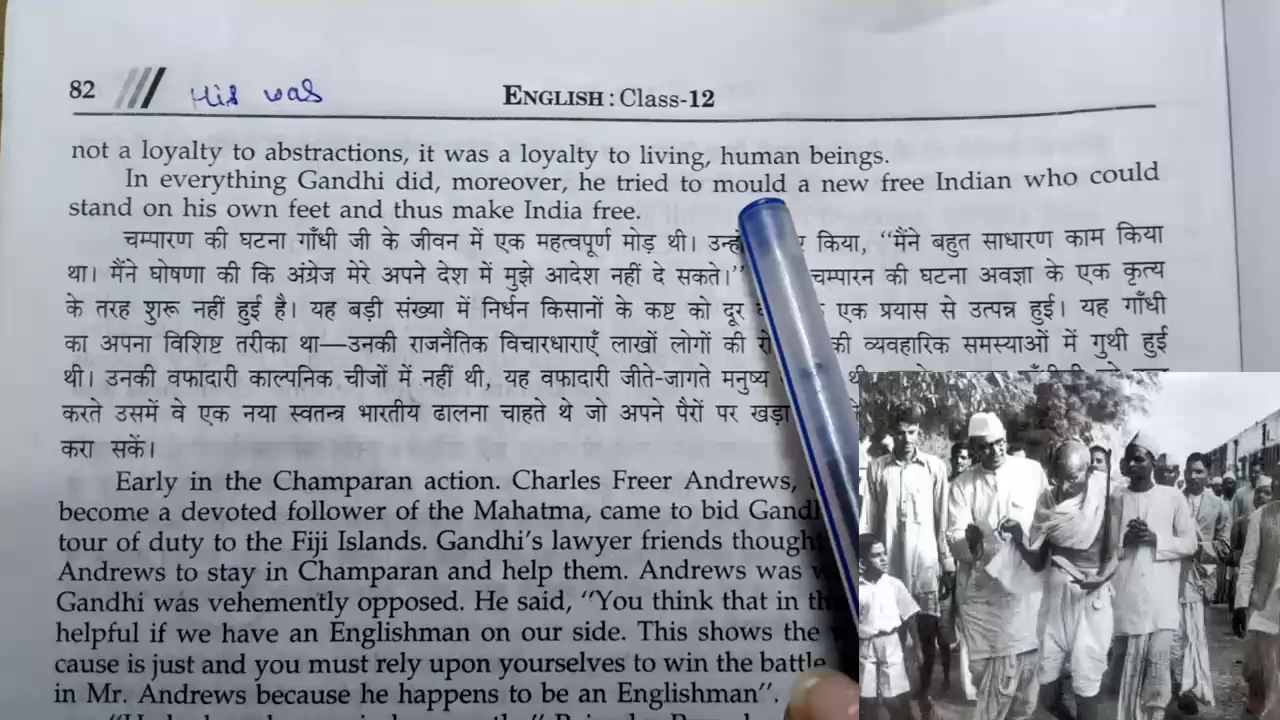 82 His was ENGLISH : Class-12
not a loyalty to abstractions, it was a loyalty to living, human beings.
In everything Gandhi did, moreover, he tried to mould a new free Indian who could
stand on his own feet and thus make India free.
चम्पारण की घटना गाँधी जी के जीवन में एक महत्वपूर्ण मोड़ थी। किया, ‘‘मैंने बहुत साधारण काम किया
था। मैंने घोषणा की कि अंग्रेज मेरे अपने देश में मुझे आदेश नहीं दे सकते।’’ चम्पारन की घटना अवज्ञा के एक कृत्य
के तरह शुरू नहीं हुई है। यह बड़ी संख्या में निर्धन किसानों के कष्ट को दूर एक प्रयास से उत्पन्न हुई। यह गाँधी
का अपना विशिष्ट तरीका था—उनकी राजनैतिक विचारधाराएँ लाखों लोगों की की व्यवहारिक समस्याओं में गुथी हुई
थी। उनकी वफादारी काल्पनिक चीजों में नहीं थी, यह वफादारी जीते-जागते मनुष्य
करते उसमें वे एक नया स्वतन्त्र भारतीय ढालना चाहते थे जो अपने पैरों पर खड़ा
करा सकें।
Early in the Champaran action. Charles Freer Andrews,
become a devoted follower of the Mahatma, came to bid
tour of duty to the Fiji Islands. Gandhi’s lawyer friends
Andrews to stay in Champaran and help them. Andrews was
Gandhi was vehemently opposed. He said, ‘‘You think that in
helpful if we have an Englishman on our side. This shows the
cause is just and you must rely upon yourselves to win the battle
in Mr. Andrews because he happens to be an Englishman’’.